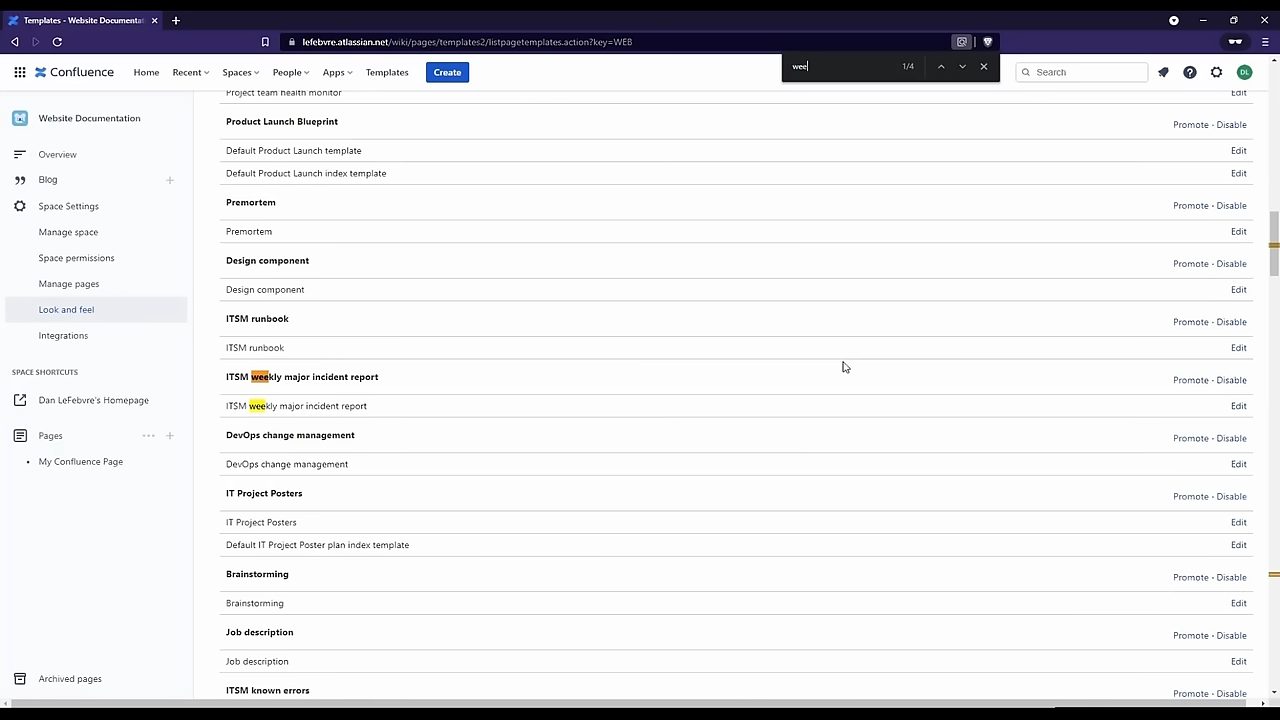 Templates - Website Documentat
lefebvre.atlassian.net/wiki/pages/templates2/listpagetemplates.action?key=WEB
wee 1/4
Confluence Home Recent Spaces People Apps Templates Create Search DL
Website Documentation
Overview
Blog
Space Settings
Manage space
Space permissions
Manage pages
Look and feel
Integrations
SPACE SHORTCUTS
Dan LeFebvre's Homepage
Pages
My Confluence Page
Archived pages
Project team health monitor Edit
Product Launch Blueprint Promote - Disable
Default Product Launch template Edit
Default Product Launch index template Edit
Premortem Promote - Disable
Premortem Edit
Design component Promote - Disable
Design component Edit
ITSM runbook Promote - Disable
ITSM runbook Edit
ITSM weekly major incident report Promote - Disable
ITSM weekly major incident report Edit
DevOps change management Promote - Disable
DevOps change management Edit
IT Project Posters Promote - Disable
IT Project Posters Edit
Default IT Project Poster plan index template Edit
Brainstorming Promote - Disable
Brainstorming Edit
Job description Promote - Disable
Job description Edit
ITSM known errors Promote - Disable